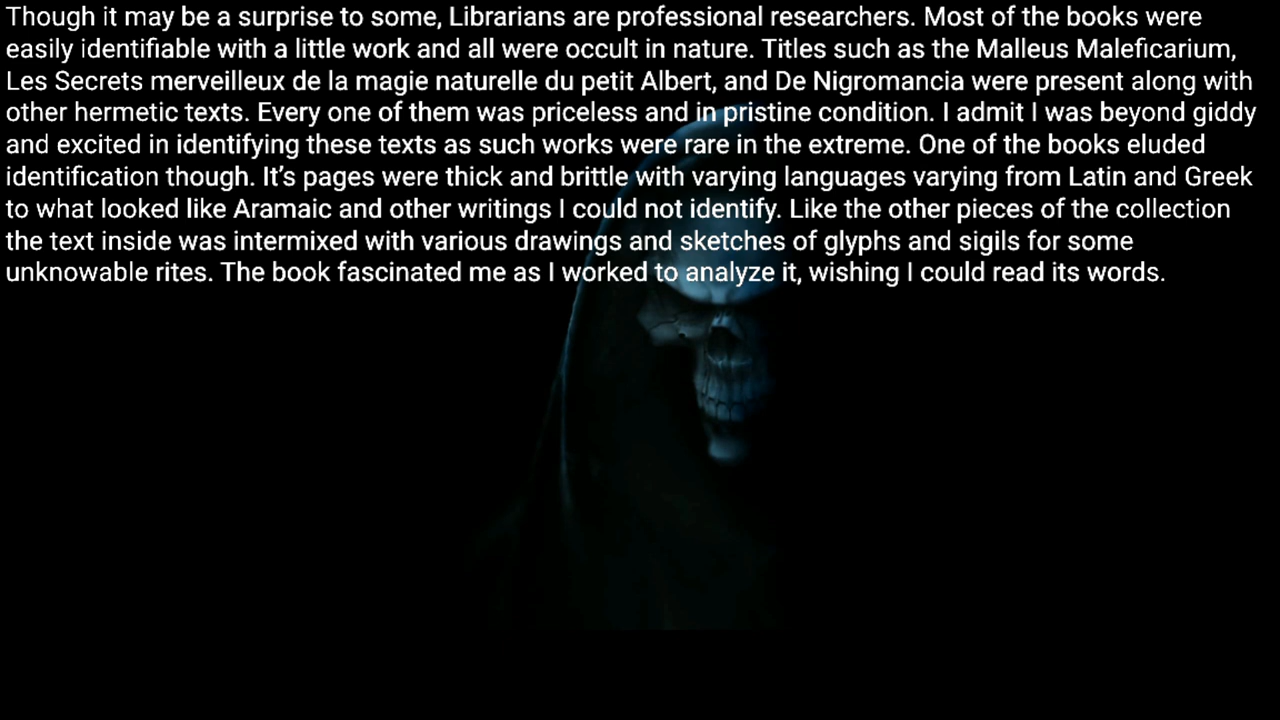 Though it may be a surprise to some, Librarians are professional researchers. Most of the books were
easily identifiable with a little work and all were occult in nature. Titles such as the Malleus Maleficarium,
Les Secrets merveilleux de la magie naturelle du petit Albert, and De Nigromancia were present along with
other hermetic texts. Every one of them was priceless and in pristine condition. I admit I was beyond giddy
and excited in identifying these texts as such works were rare in the extreme. One of the books eluded
identification though. It’s pages were thick and brittle with varying languages varying from Latin and Greek
to what looked like Aramaic and other writings I could not identify. Like the other pieces of the collection
the text inside was intermixed with various drawings and sketches of glyphs and sigils for some
unknowable rites. The book fascinated me as I worked to analyze it, wishing I could read its words.